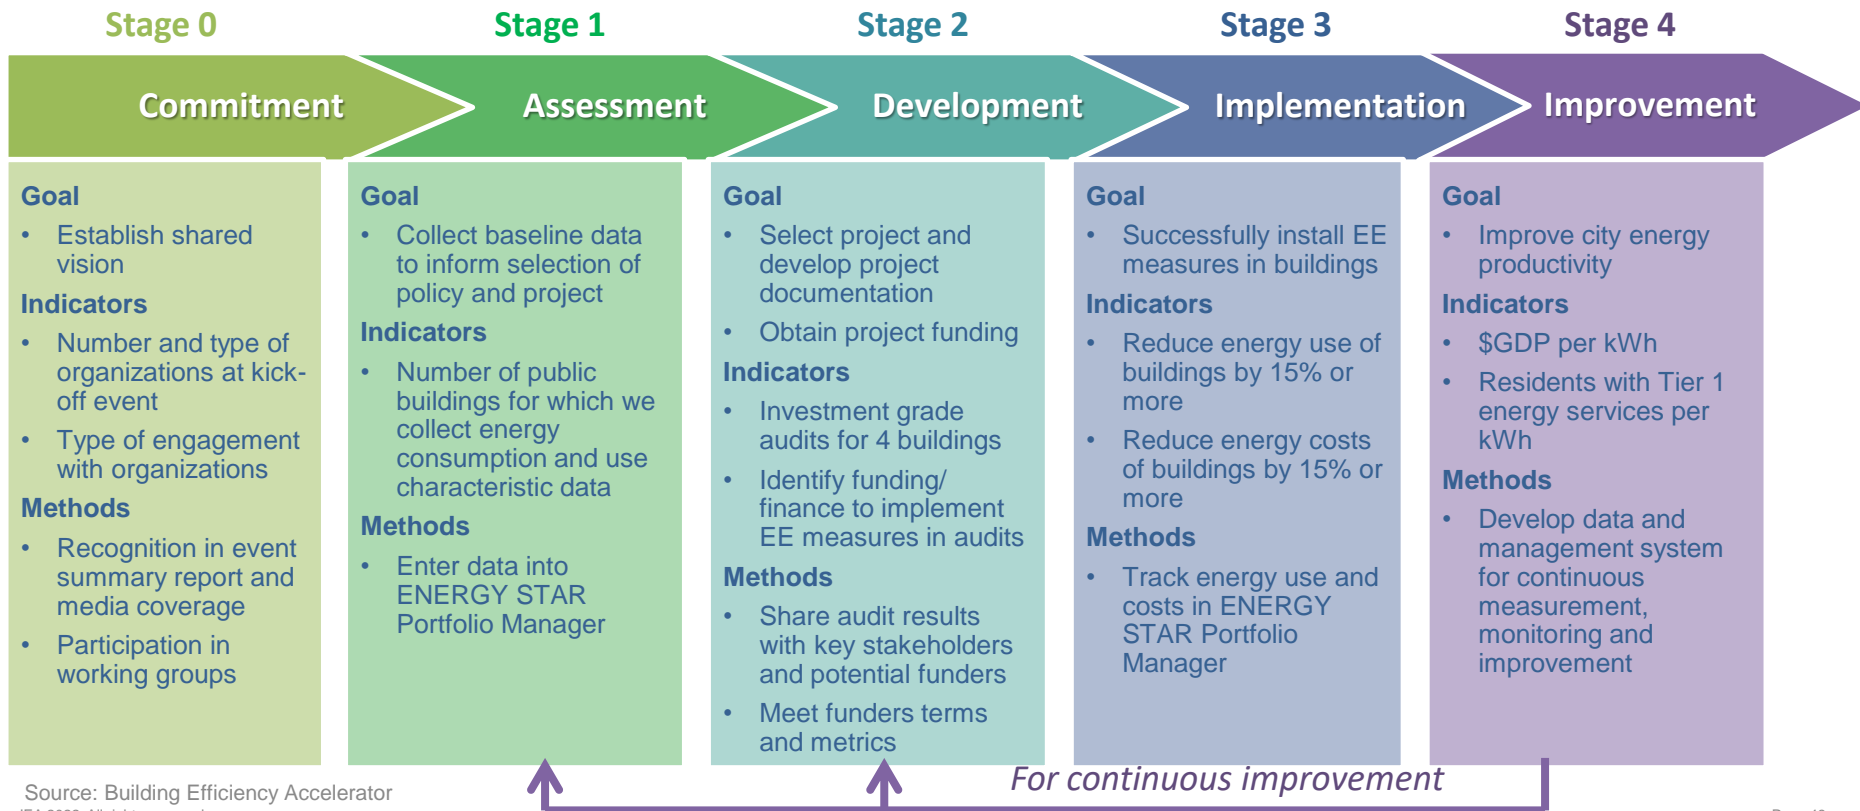 Stage 0
Stage 1
Stage 2
Stage 3
Stage 4
Commitment
Assessment
Development
Implementation
Improvement
Goal
• Establish shared
vision
Indicators
• Number and type of
organizations at kick-
off event
• Type of engagement
with organizations
Methods
• Recognition in event
summary report and
media coverage
• Participation in
working groups
Goal
• Collect baseline data
to inform selection of
policy and project
Indicators
• Number of public
buildings for which we
collect energy
consumption and use
characteristic data
Methods
• Enter data into
ENERGY STAR
Portfolio Manager
Goal
• Select project and
develop project
documentation
• Obtain project funding
Indicators
• Investment grade
audits for 4 buildings
• Identify funding/
finance to implement
EE measures in audits
Methods
• Share audit results
with key stakeholders
and potential funders
• Meet funders terms
and metrics
Goal
• Successfully install EE
measures in buildings
Indicators
• Reduce energy use of
buildings by 15% or
more
• Reduce energy costs
of buildings by 15% or
more
Methods
• Track energy use and
costs in ENERGY
STAR Portfolio
Manager
Goal
• Improve city energy
productivity
Indicators
• $GDP per kWh
• Residents with Tier 1
energy services per
kWh
Methods
• Develop data and
management system
for continuous
measurement,
monitoring and
improvement
For continuous improvement
Source: Building Efficiency Accelerator